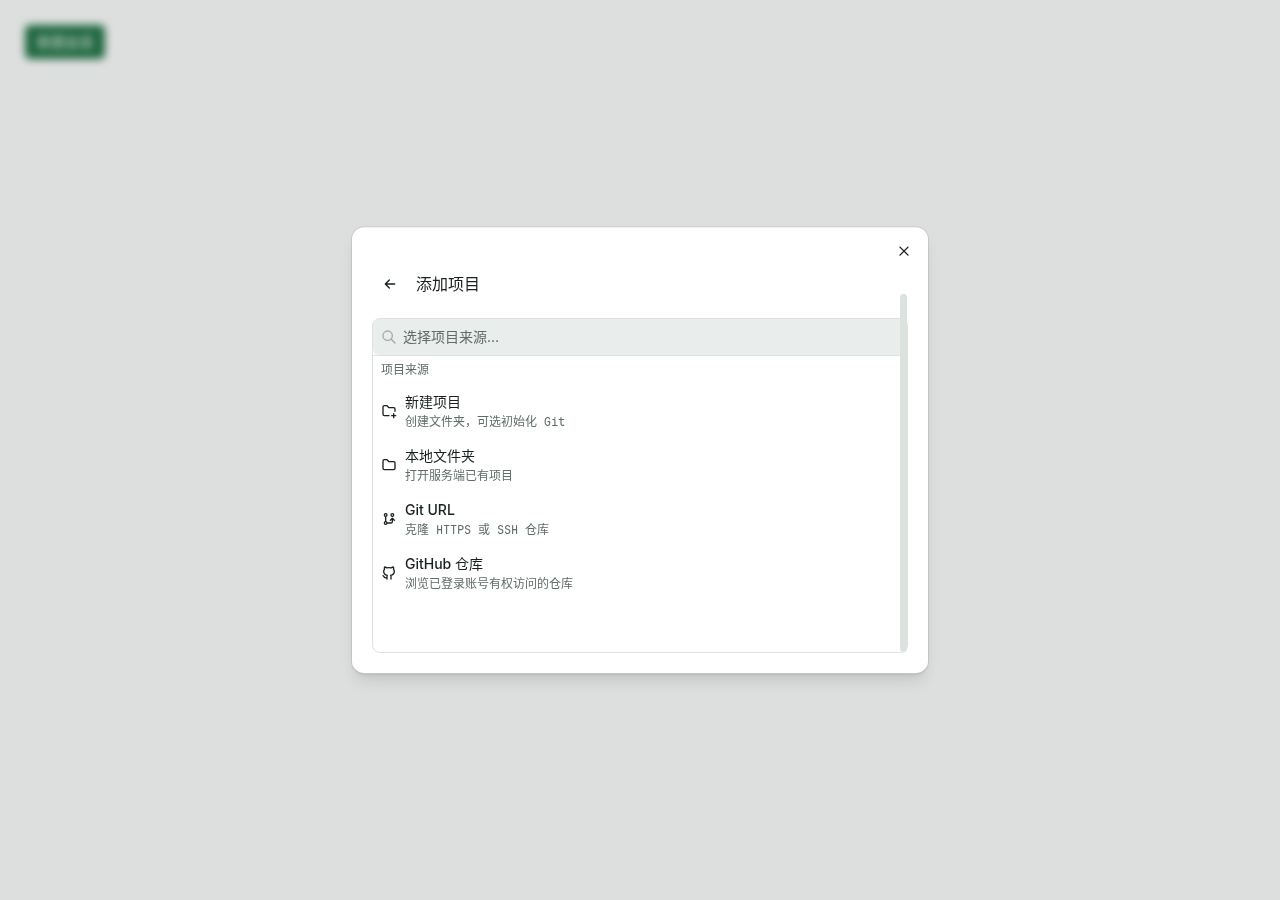 添加项目
选择项目来源...
项目来源
新建项目
创建文件夹，可选初始化 Git
本地文件夹
打开服务端已有项目
Git URL
克隆 HTTPS 或 SSH 仓库
GitHub 仓库
浏览已登录账号有权访问的仓库